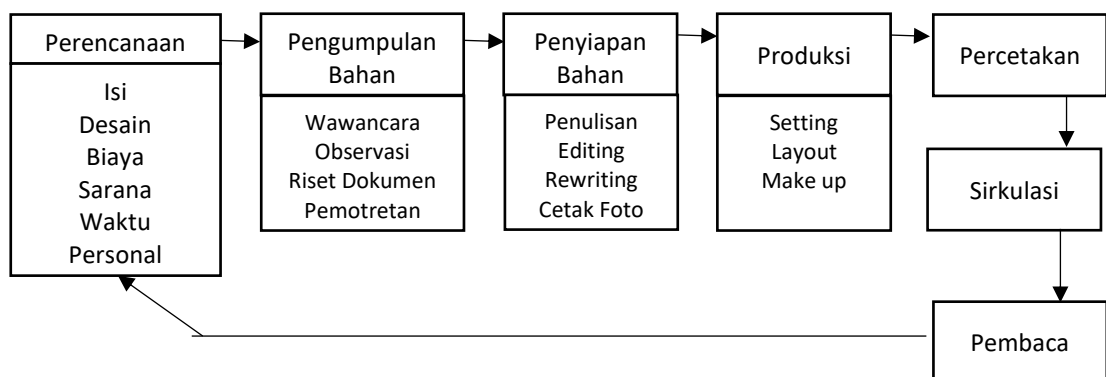 Perencanaan
Isi
Desain
Biaya
Sarana
Waktu
Personal
Pengumpulan
Bahan
Wawancara
Observasi
Riset Dokumen
Pemotretan
Penyiapan
Bahan
Penulisan
Editing
Rewriting
Cetak Foto
Produksi
Setting
Layout
Make up
Percetakan
Sirkulasi
Pembaca